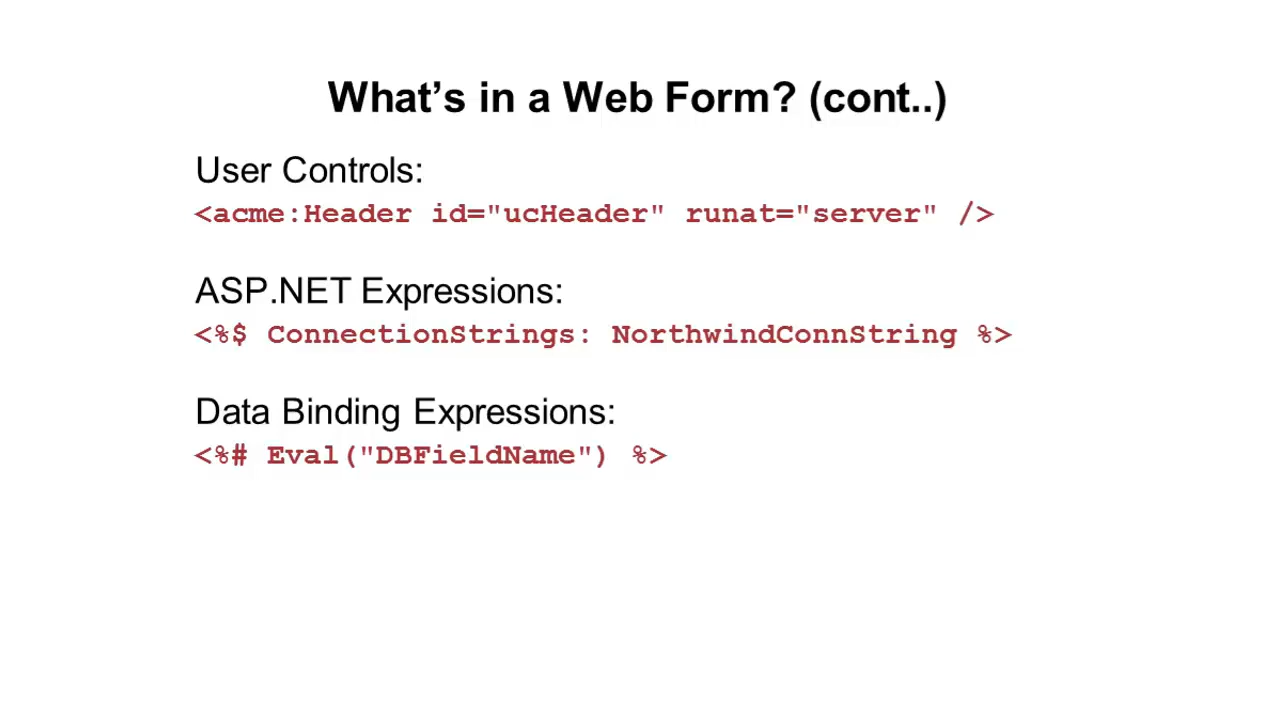 What’s in a Web Form? (cont..)
User Controls:
<acme:Header id="ucHeader" runat="server" />
ASP.NET Expressions:
<%$ ConnectionStrings: NorthwindConnString %>
Data Binding Expressions:
<%# Eval("DBFieldName") %>